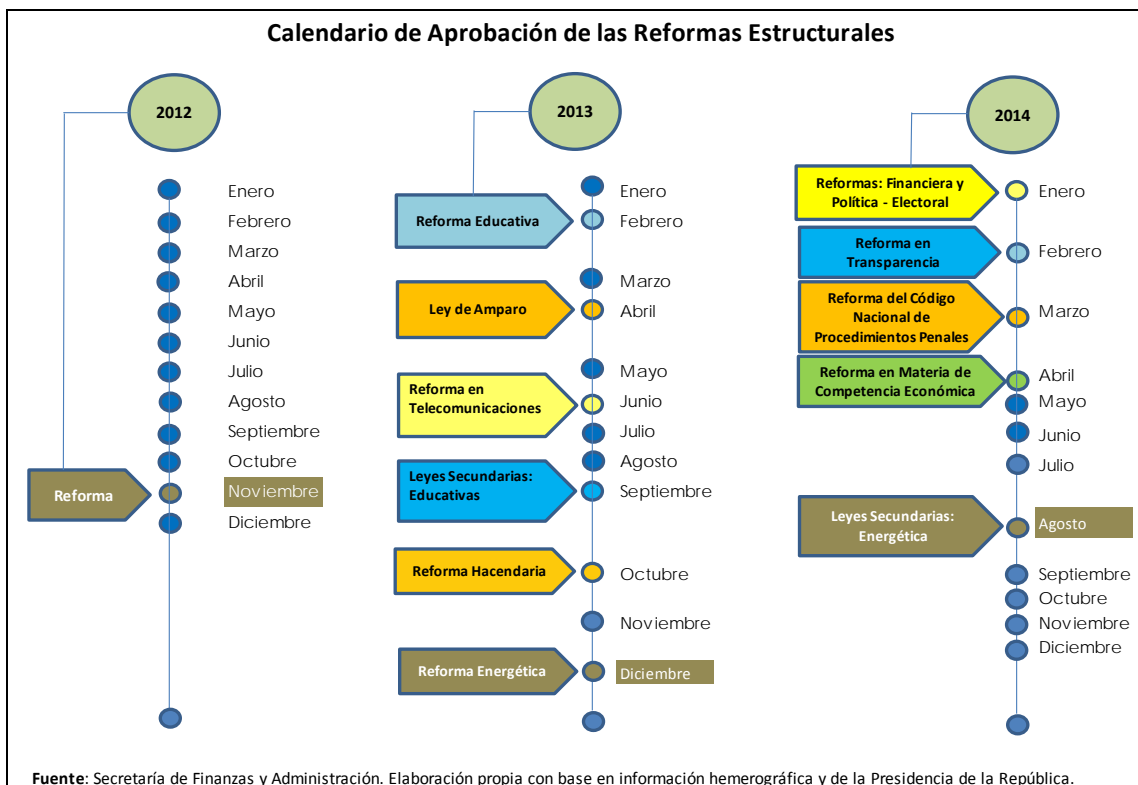 Calendario de Aprobación de las Reformas Estructurales
2012
Enero
Febrero
Marzo
Abril
Mayo
Junio
Julio
Agosto
Septiembre
Octubre
Reforma
Noviembre
Diciembre
2013
Enero
Reforma Educativa
Febrero
Marzo
Ley de Amparo
Abril
Mayo
Reforma en
Telecomunicaciones
Junio
Julio
Agosto
Leyes Secundarias:
Educativas
Septiembre
Reforma Hacendaria
Octubre
Noviembre
Reforma Energética
Diciembre
2014
Reformas: Financiera y
Política - Electoral
Enero
Reforma en
Transparencia
Febrero
Reforma del Código
Nacional de
Procedimientos Penales
Marzo
Reforma en Materia de
Competencia Económica
Abril
Mayo
Junio
Julio
Leyes Secundarias:
Energética
Agosto
Septiembre
Octubre
Noviembre
Diciembre
Fuente: Secretaría de Finanzas y Administración. Elaboración propia con base en información hemerográfica y de la Presidencia de la República.